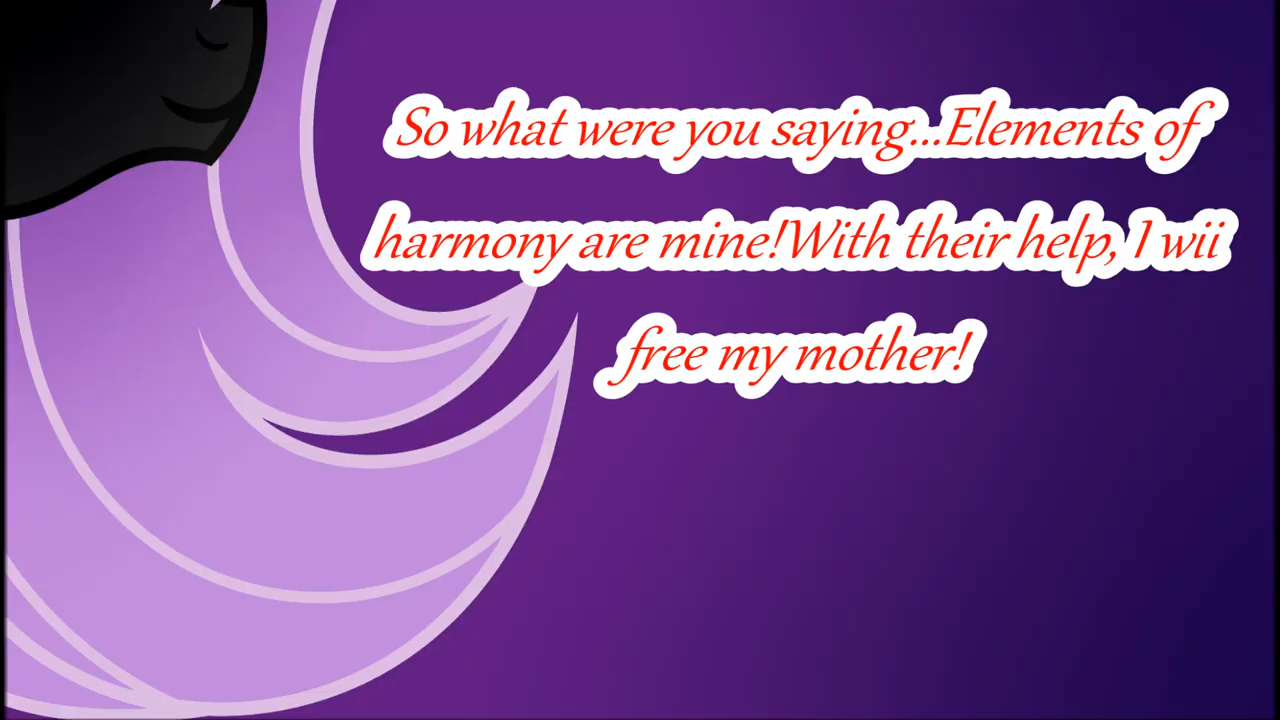 So what were you saying...Elements of
harmony are mine!With their help, I wii
free my mother!